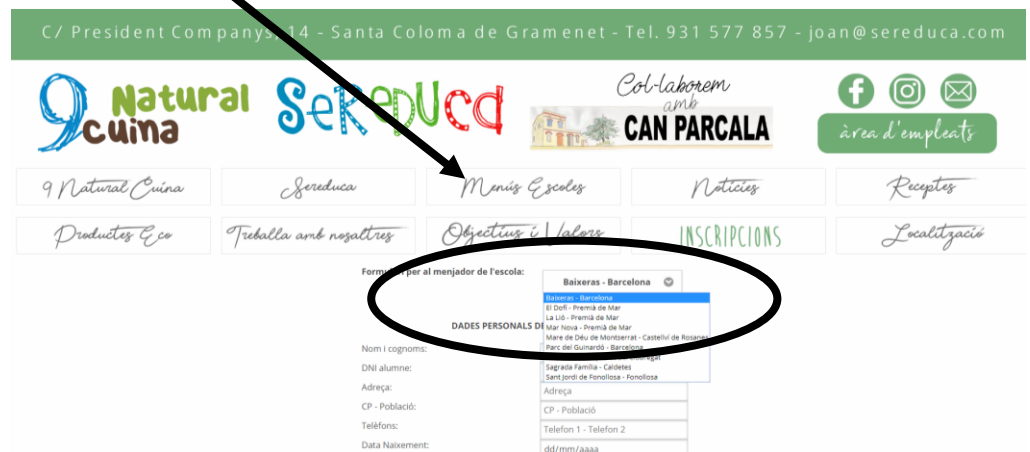 C/ President Companys, 14 - Santa Coloma de Gramenet - Tel. 931 577 857 - joan@sereduca.com
9 Natural cuina
SeReduca
Col·laborem
amb
CAN PARCALA
àrea d'empleats
9 Natural Cuina
Sereduca
Menús Escoles
Notícies
Receptes
Productes Eco
Treballa amb nosaltres
Objectius i Valors
INSCRIPCIONS
Localització
per al menjador de l'escola:
Baixeras - Barcelona
Baixeras - Barcelona
El Dofí - Premià de Mar
La Lió - Premià de Mar
Mar Nova - Premià de Mar
Mare de Déu de Montserrat - Castellví de Rosanes
Parc del Guinardó - Barcelona
Sagrada Família - Caldetes
Sant Jordi de Fonollosa - Fonollosa
DADES PERSONALS
Nom i cognoms:
DNI alumne:
Adreça:
Adreça
CP - Població:
CP - Població
Telèfons:
Telefon 1 - Telefon 2
Data Naixement:
dd/mm/aaaa